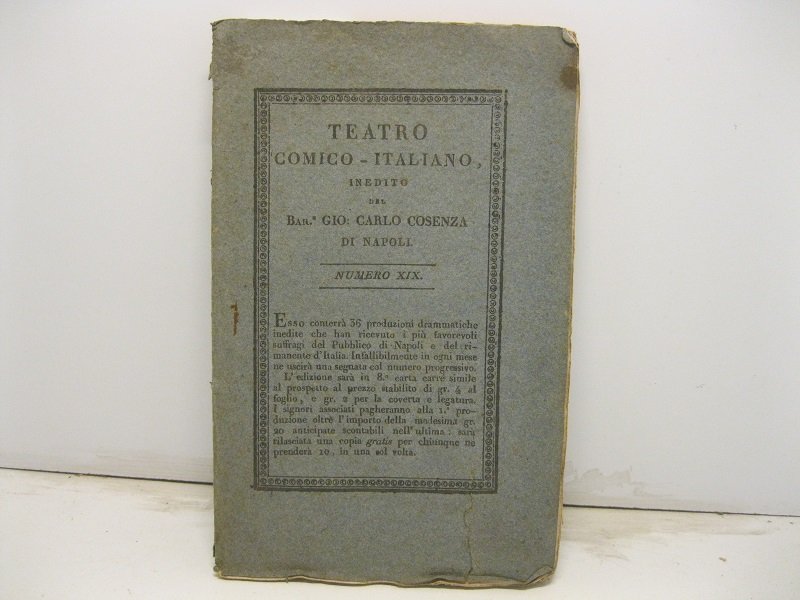 TEATRO
COMICO - ITALIANO,
INEDITO
DEL
BAR.e GIO: CARLO COSENZA
DI NAPOLI.
NUMERO XIX.
Esso conterrà 36 produzioni drammatiche
inedite che han ricevuto i più favorevoli
suffragi del Pubblico di Napoli e del ri-
manente d'Italia. Infallibilmente in ogni mese
ne uscirà una segnata col numero progressivo.
L'edizione sarà in 8.° carta carrè simile
al prospetto al prezzo stabilito di gr. 4 al
foglio, e gr. 2 per la coverta e legatura.
I signori associati pagheranno alla 1.a pro-
duzione oltre l'importo della medesima gr.
20 anticipate scontabili nell'ultima: sarà
rilasciata una copia gratis per chiunque ne
prenderà 10, in una sol volta.